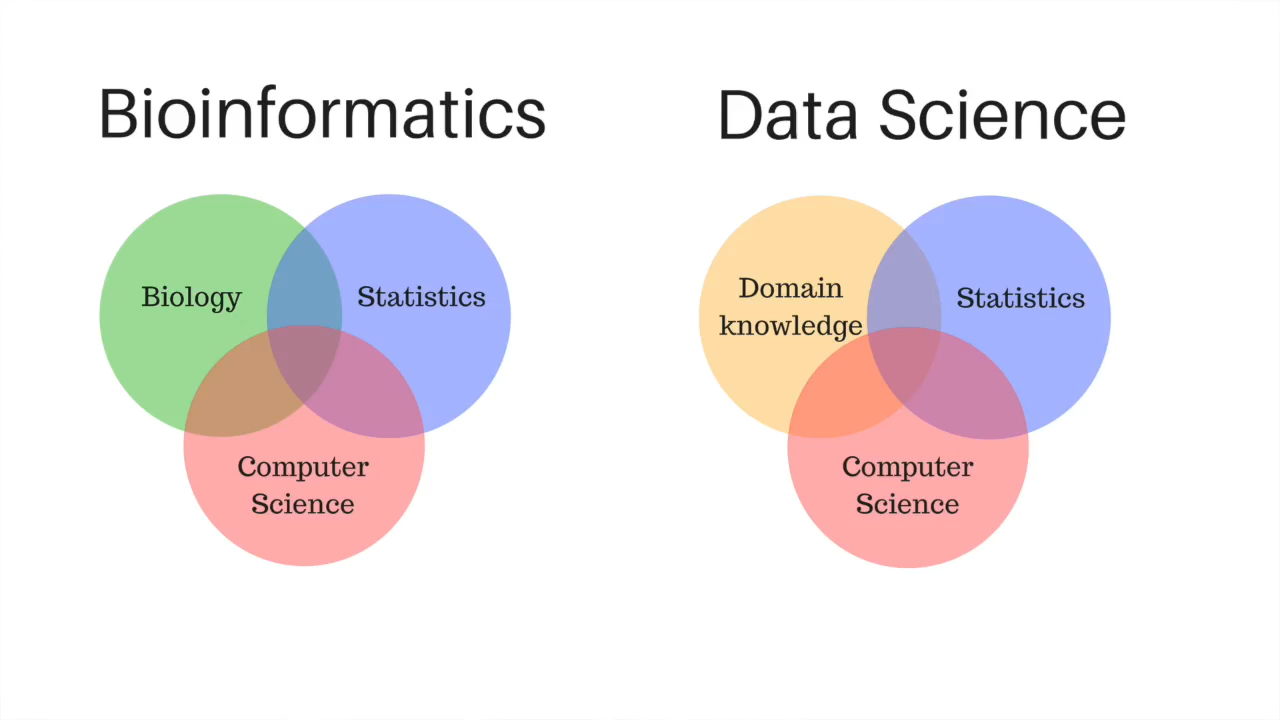 Bioinformatics
Biology
Statistics
Computer
Science
Data Science
Domain
knowledge
Statistics
Computer
Science